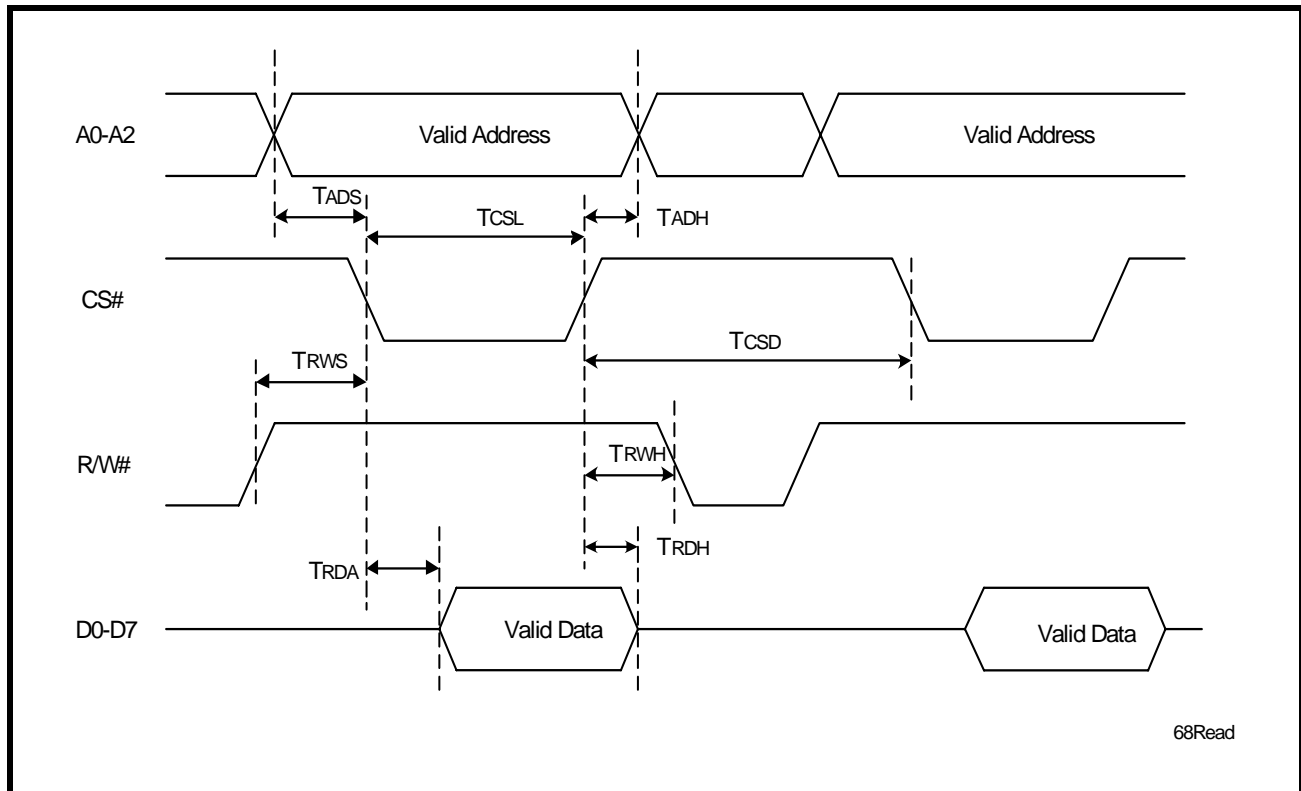 A0-A2
Valid Address
Valid Address
TADS
TCSL
TADH
CS#
TCSD
TRWS
R/W#
TRWH
TRDH
TRDA
D0-D7
Valid Data
Valid Data
68Read